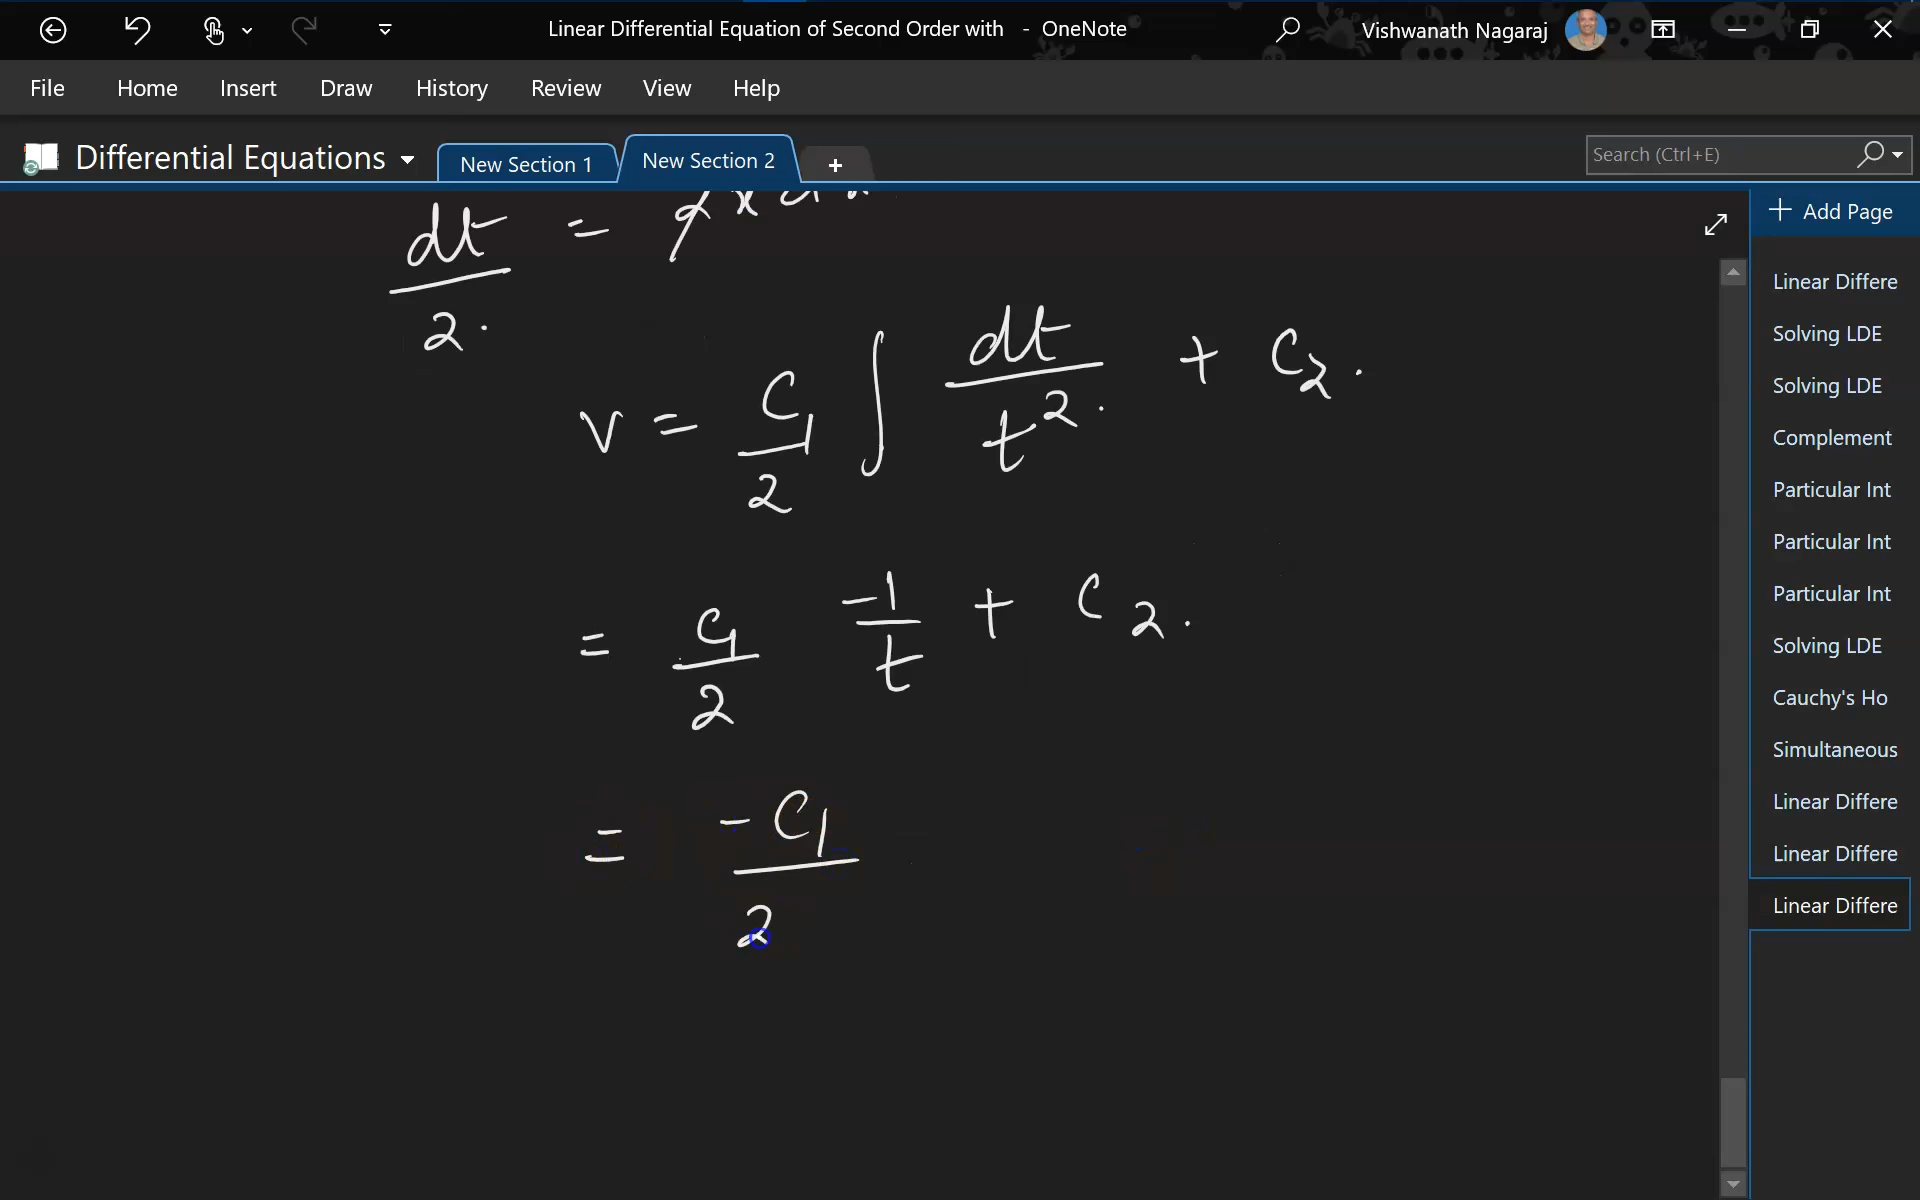 Linear Differential Equation of Second Order with - OneNote
Vishwanath Nagaraj
File Home Insert Draw History Review View Help
Differential Equations
New Section 1
New Section 2
+
Search (Ctrl+E)
+ Add Page
Linear Differe
Solving LDE
Solving LDE
Complement
Particular Int
Particular Int
Particular Int
Solving LDE
Cauchy's Ho
Simultaneous
Linear Differe
Linear Differe
Linear Differe
dt/2. =
v = C1/2 ∫ dt/t². + C2.
= C1/2 -1/t + C2.
= -C1/2